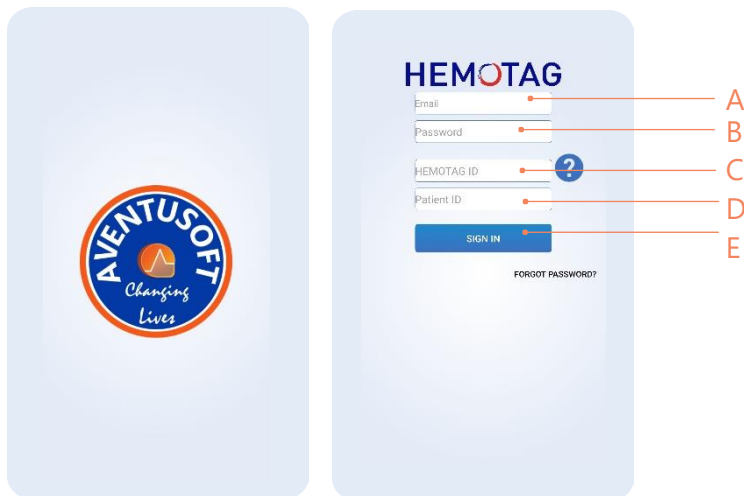 AVENTUSOFT
Changing
Lives
HEMOTAG
Email
A
Password
B
HEMOTAG ID
?
C
Patient ID
D
SIGN IN
E
FORGOT PASSWORD?